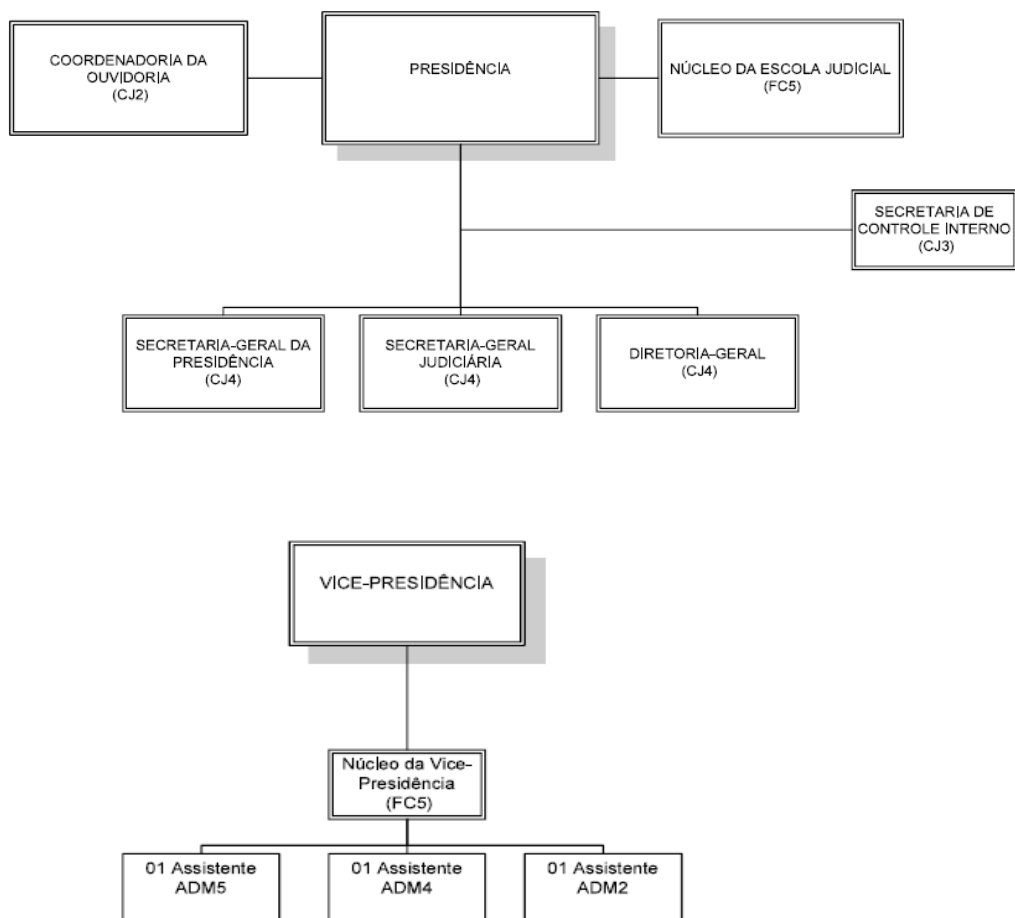 COORDENADORIA DA
OUVIDORIA
(CJ2)
PRESIDÊNCIA
NÚCLEO DA ESCOLA JUDICIAL
(FC5)
SECRETARIA DE
CONTROLE INTERNO
(CJ3)
SECRETARIA-GERAL DA
PRESIDÊNCIA
(CJ4)
SECRETARIA-GERAL
JUDICIÁRIA
(CJ4)
DIRETORIA-GERAL
(CJ4)
VICE-PRESIDÊNCIA
Núcleo da Vice-
Presidência
(FC5)
01 Assistente
ADM5
01 Assistente
ADM4
01 Assistente
ADM2